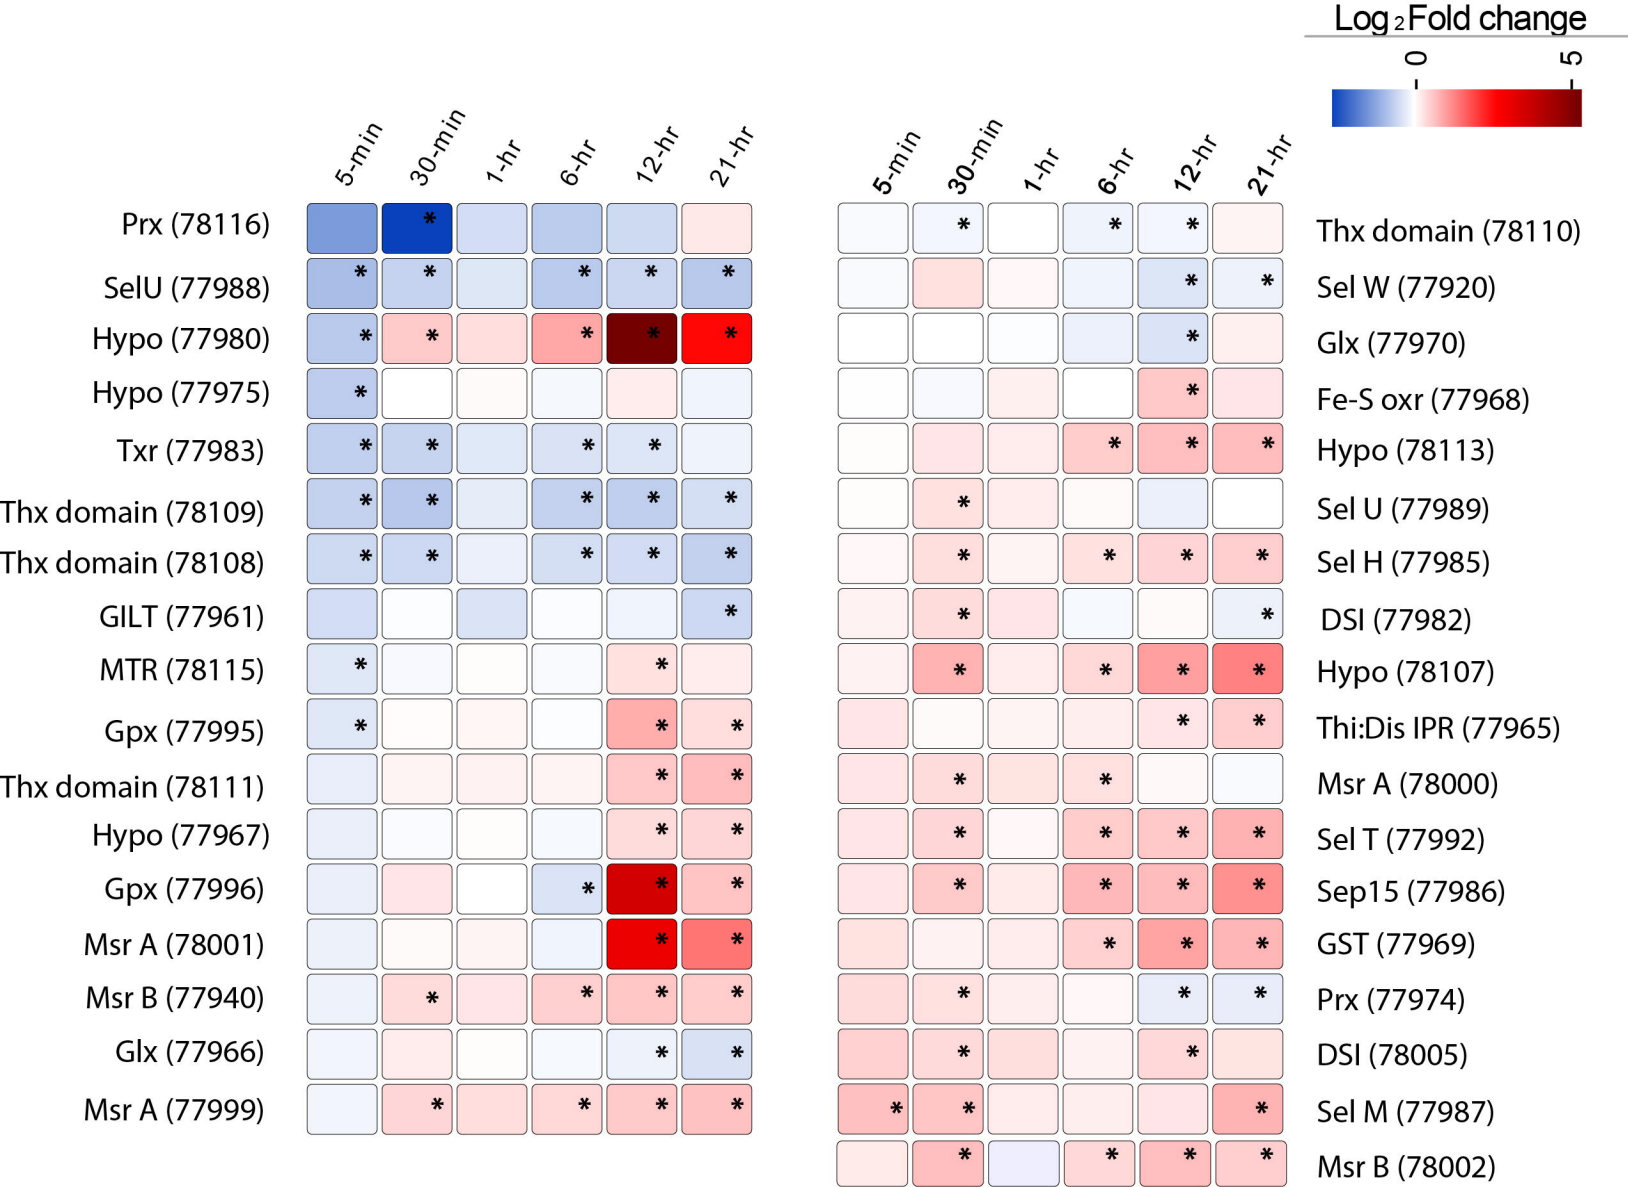 Log 2 Fold change
0 5
5-min 30-min 1-hr 6-hr 12-hr 21-hr
5-min 30-min 1-hr 6-hr 12-hr 21-hr
Prx (78116) *
SelU (77988) * * * * *
Hypo (77980) * * * * *
Hypo (77975) *
Txr (77983) * * * *
Thx domain (78109) * * * * *
Thx domain (78108) * * * * *
GILT (77961) *
MTR (78115) * *
Gpx (77995) * * *
Thx domain (78111) * *
Hypo (77967) * *
Gpx (77996) * * *
Msr A (78001) * *
Msr B (77940) * * * *
Glx (77966) * *
Msr A (77999) * * * *
* * * Thx domain (78110)
* * Sel W (77920)
* Glx (77970)
* Fe-S oxr (77968)
* * * Hypo (78113)
* Sel U (77989)
* * * * Sel H (77985)
* * DSI (77982)
* * * * Hypo (78107)
* * Thi:Dis IPR (77965)
* * Msr A (78000)
* * * * Sel T (77992)
* * * * Sep15 (77986)
* * * GST (77969)
* * * Prx (77974)
* * DSI (78005)
* * * Sel M (77987)
* * * * Msr B (78002)